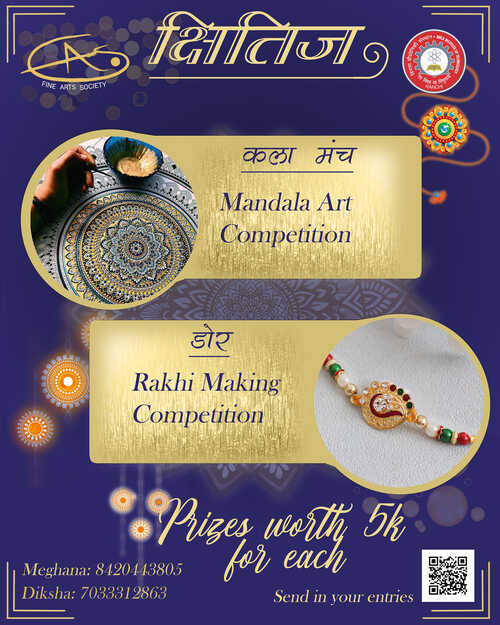 क्षितिज
FINE ARTS SOCIETY
RANCHI
कला मंच
Mandala Art
Competition
डोर
Rakhi Making
Competition
Prizes worth 5k
for each
Meghana: 8420443805
Diksha: 7033312863
Send in your entries